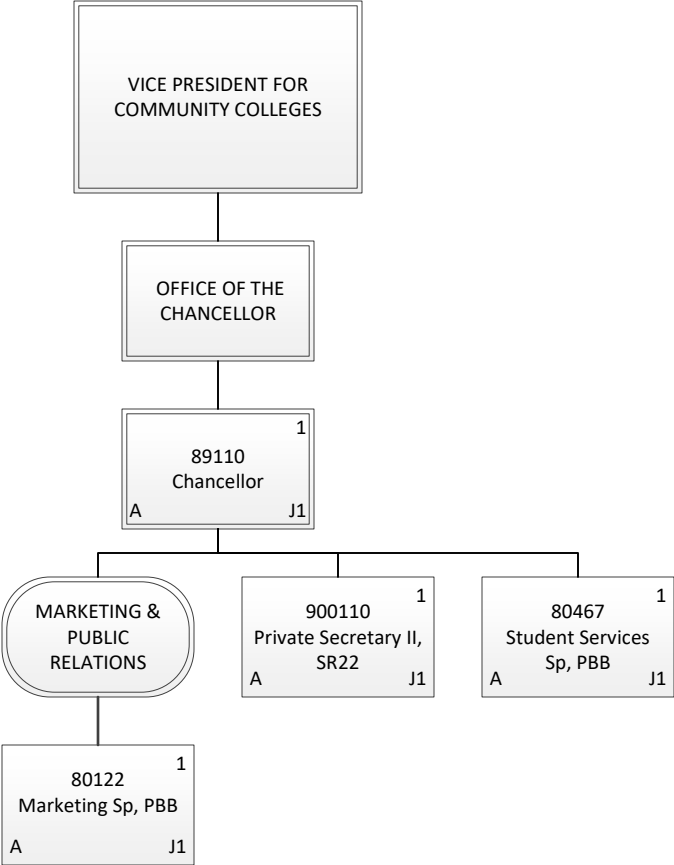 VICE PRESIDENT FOR
COMMUNITY COLLEGES
OFFICE OF THE
CHANCELLOR
1
89110
Chancellor
A J1
MARKETING &
PUBLIC
RELATIONS
1
900110
Private Secretary II,
SR22
A J1
1
80467
Student Services
Sp, PBB
A J1
1
80122
Marketing Sp, PBB
A J1